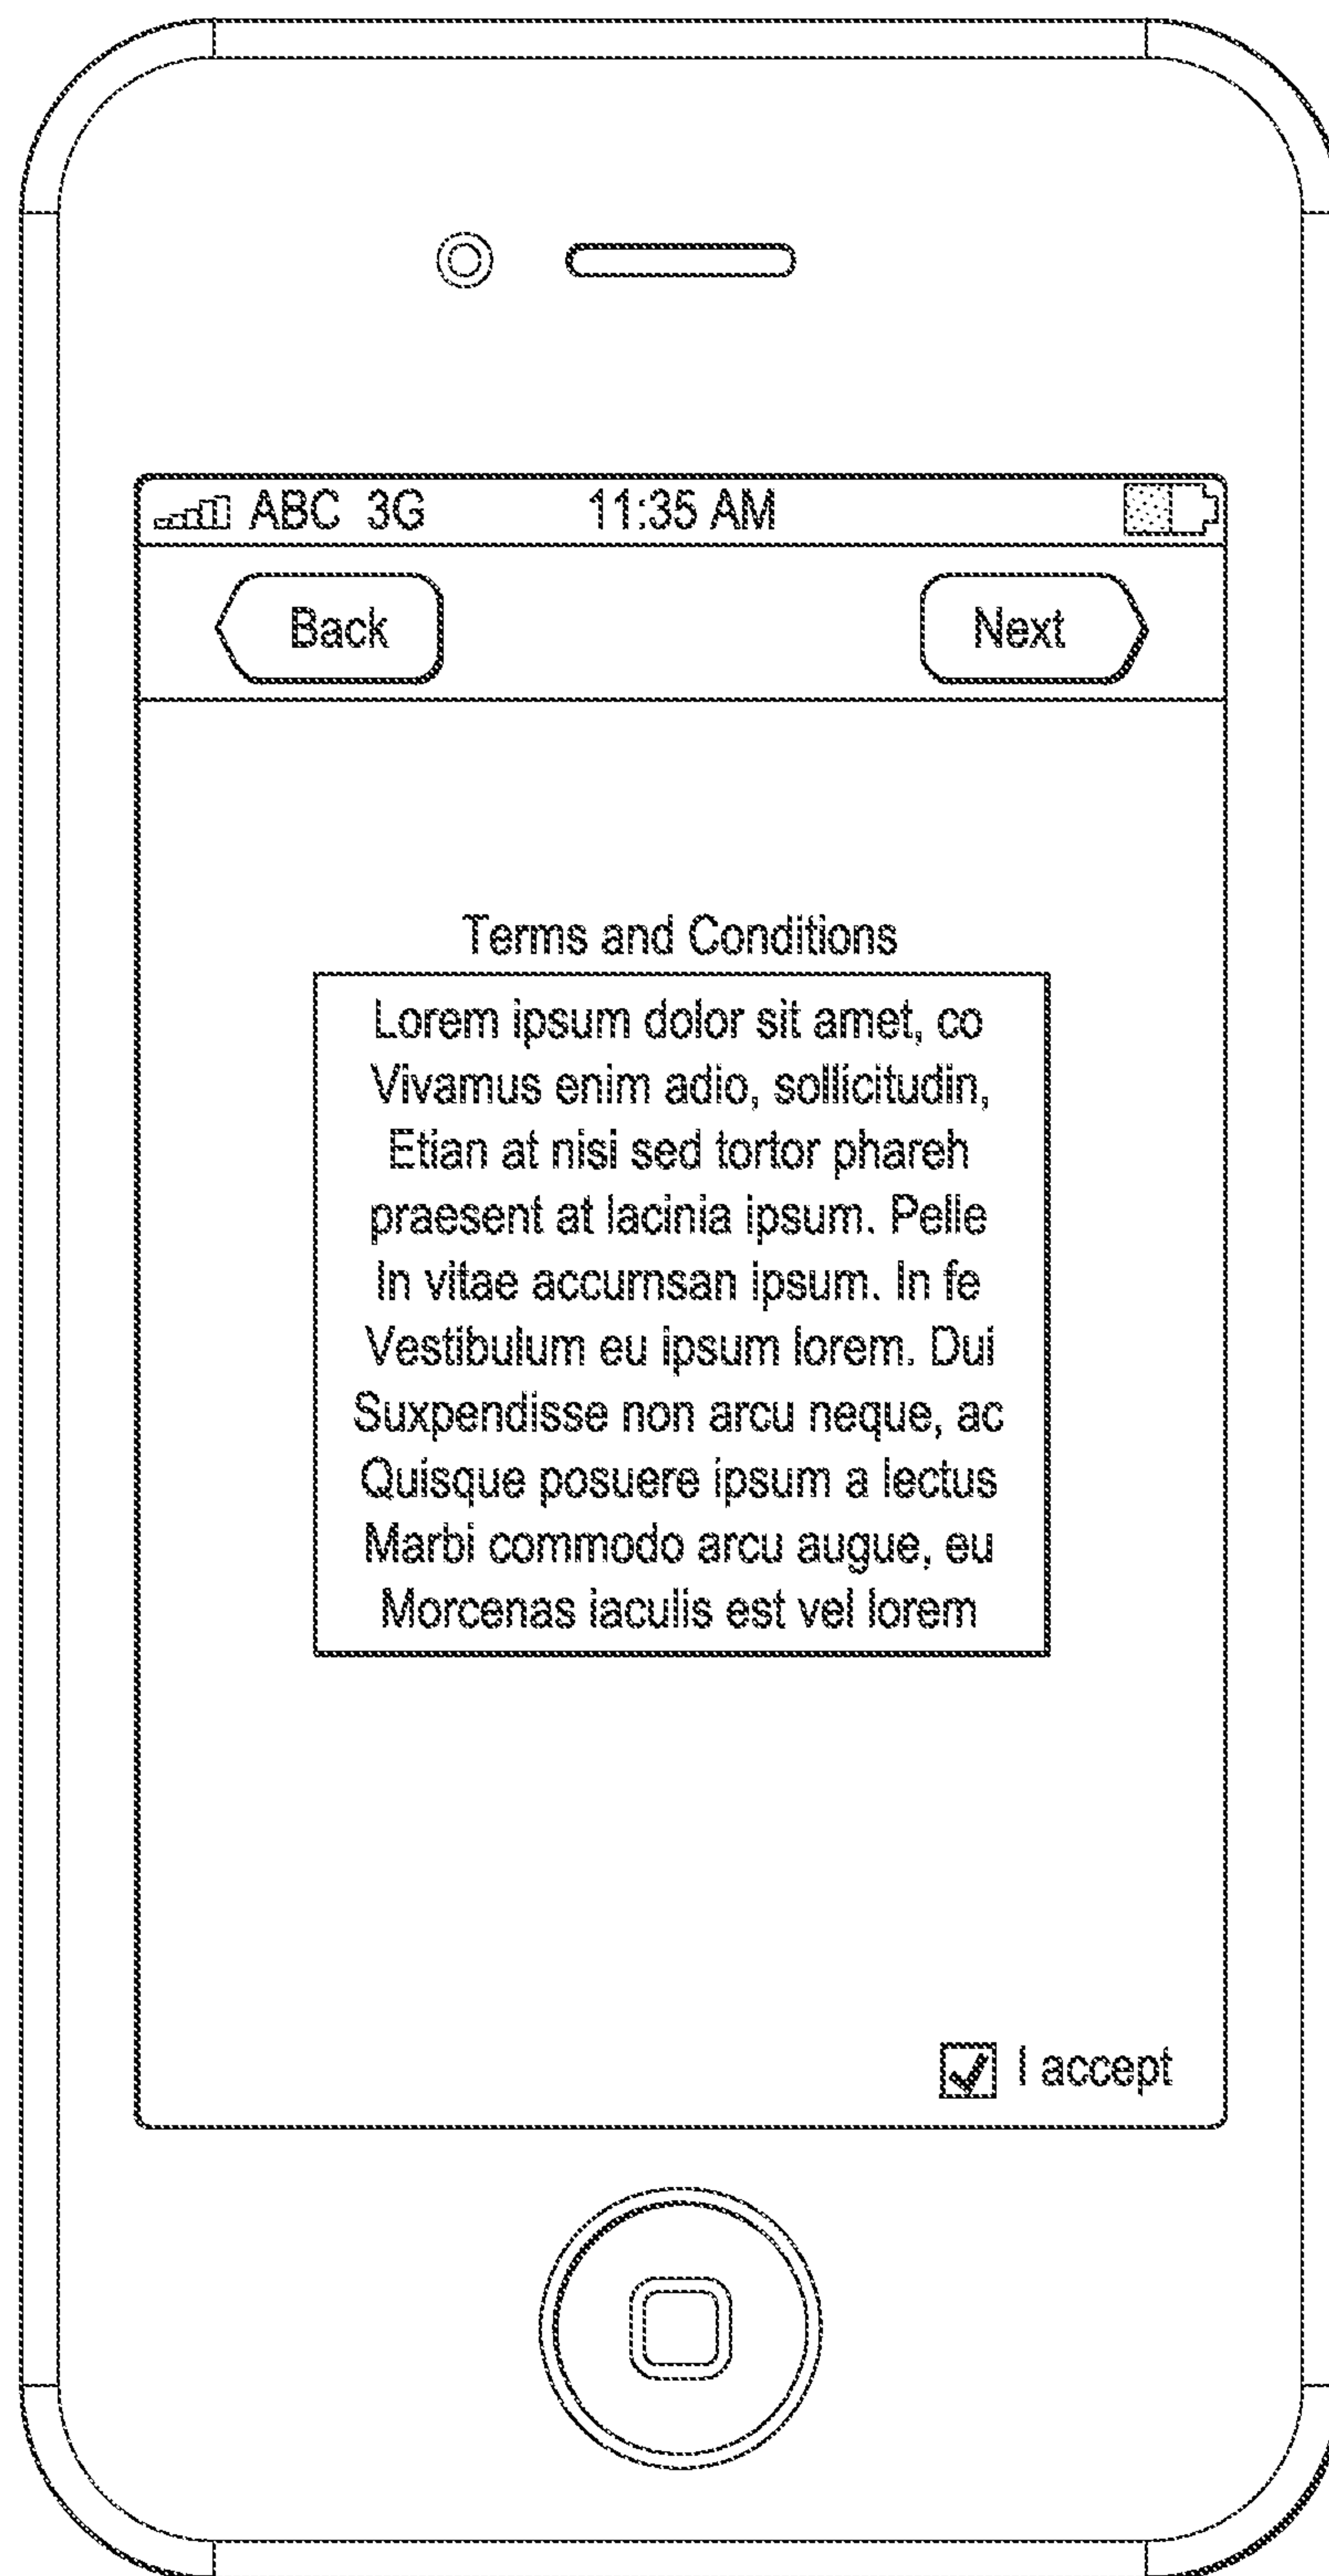 ABC 3G 11:35 AM
Back Next
Terms and Conditions
Lorem ipsum dolor sit amet, co
Vivamus enim adio, sollicitudin,
Etian at nisi sed tortor phareh
praesent at lacinia ipsum. Pelle
In vitae accumsan ipsum. In fe
Vestibulum eu ipsum lorem. Dui
Suxpendisse non arcu neque, ac
Quisque posuere ipsum a lectus
Marbi commodo arcu augue, eu
Morcenas iaculis est vel lorem
I accept